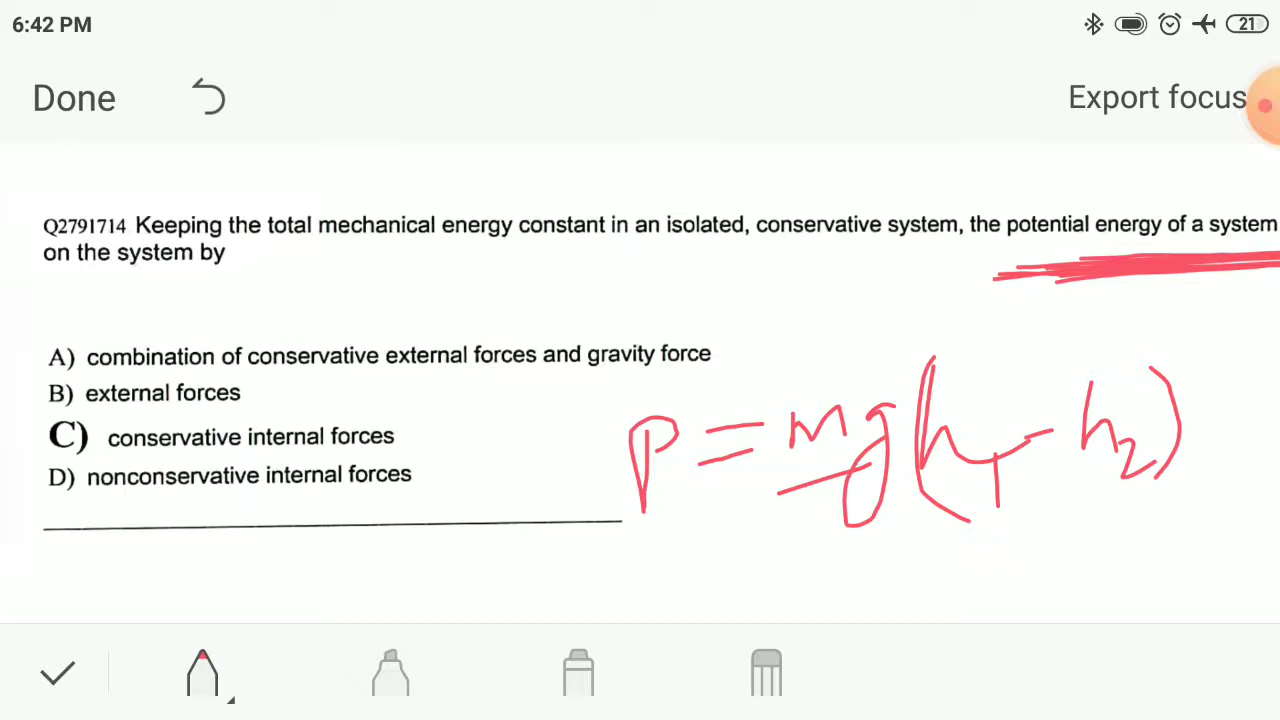 6:42 PM
21
Done
Export focus
Q2791714 Keeping the total mechanical energy constant in an isolated, conservative system, the potential energy of a system
on the system by
A) combination of conservative external forces and gravity force
B) external forces
C) conservative internal forces
D) nonconservative internal forces
P = mg(h₁ - h₂)